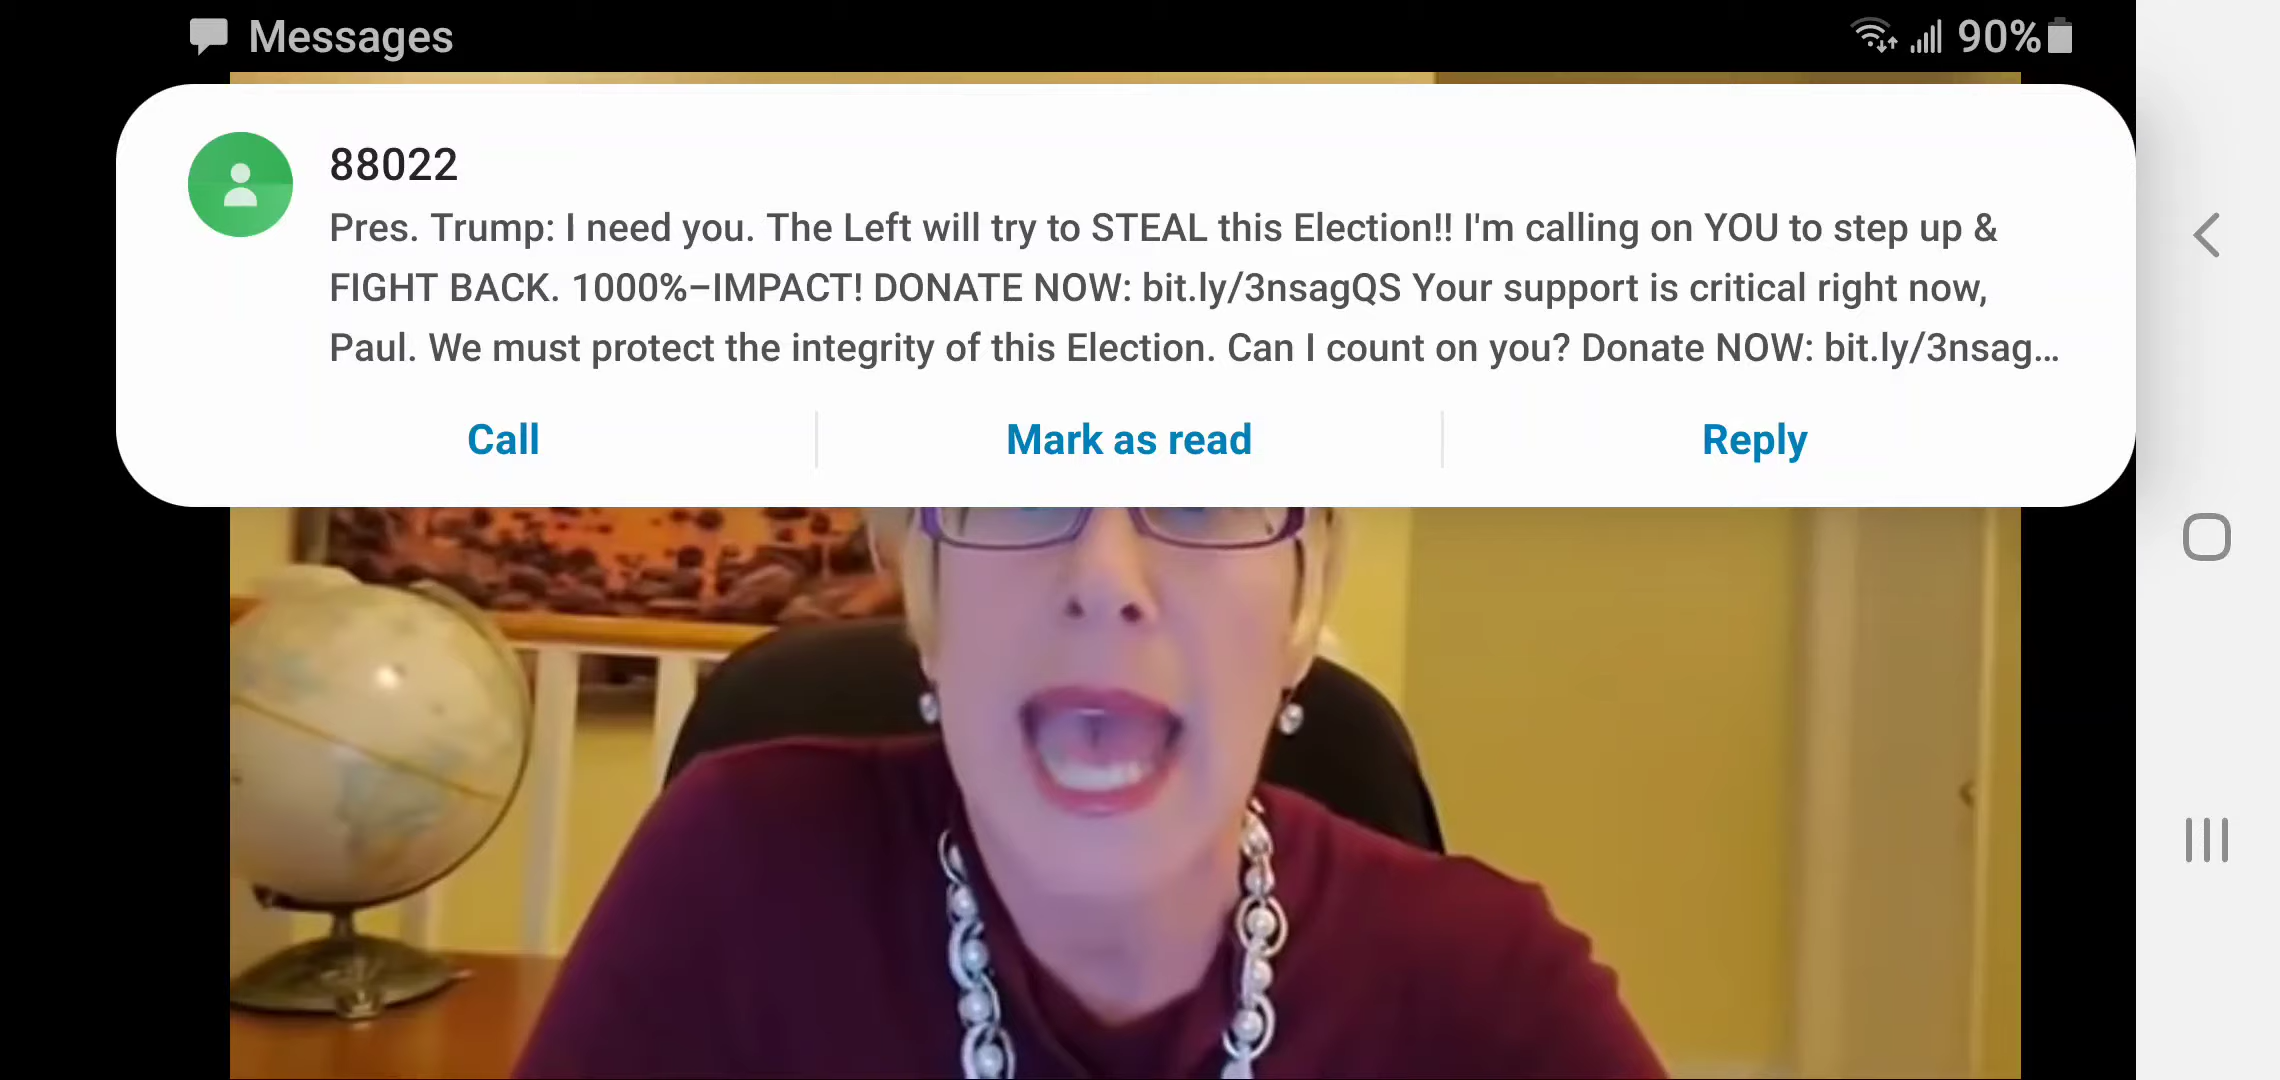 Messages
90%
88022
Pres. Trump: I need you. The Left will try to STEAL this Election!! I'm calling on YOU to step up &
FIGHT BACK. 1000%–IMPACT! DONATE NOW: bit.ly/3nsagQS Your support is critical right now,
Paul. We must protect the integrity of this Election. Can I count on you? Donate NOW: bit.ly/3nsag...
Call
Mark as read
Reply